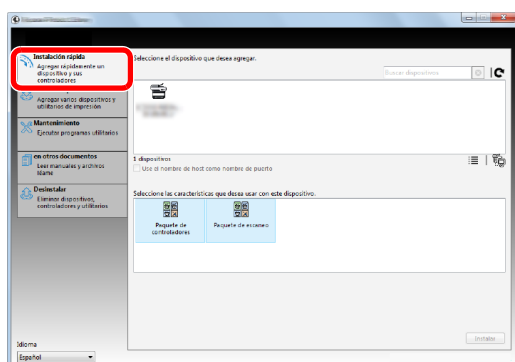 Instalación rápida
Agregar rápidamente un
dispositivo y sus
controladores
Agregar varios dispositivos y
utilitarios de impresión
Mantenimiento
Ejecutar programas utilitarios
en otros documentos
Leer manuales y archivos
léame
Desinstalar
Eliminar dispositivos,
controladores y utilitarios
Idioma
Español
Seleccione el dispositivo que desea agregar.
Buscar dispositivos
1 dispositivos
Use el nombre de host como nombre de puerto
Seleccione las características que desea usar con este dispositivo.
Paquete de
controladores
Paquete de escaneo
Instalar